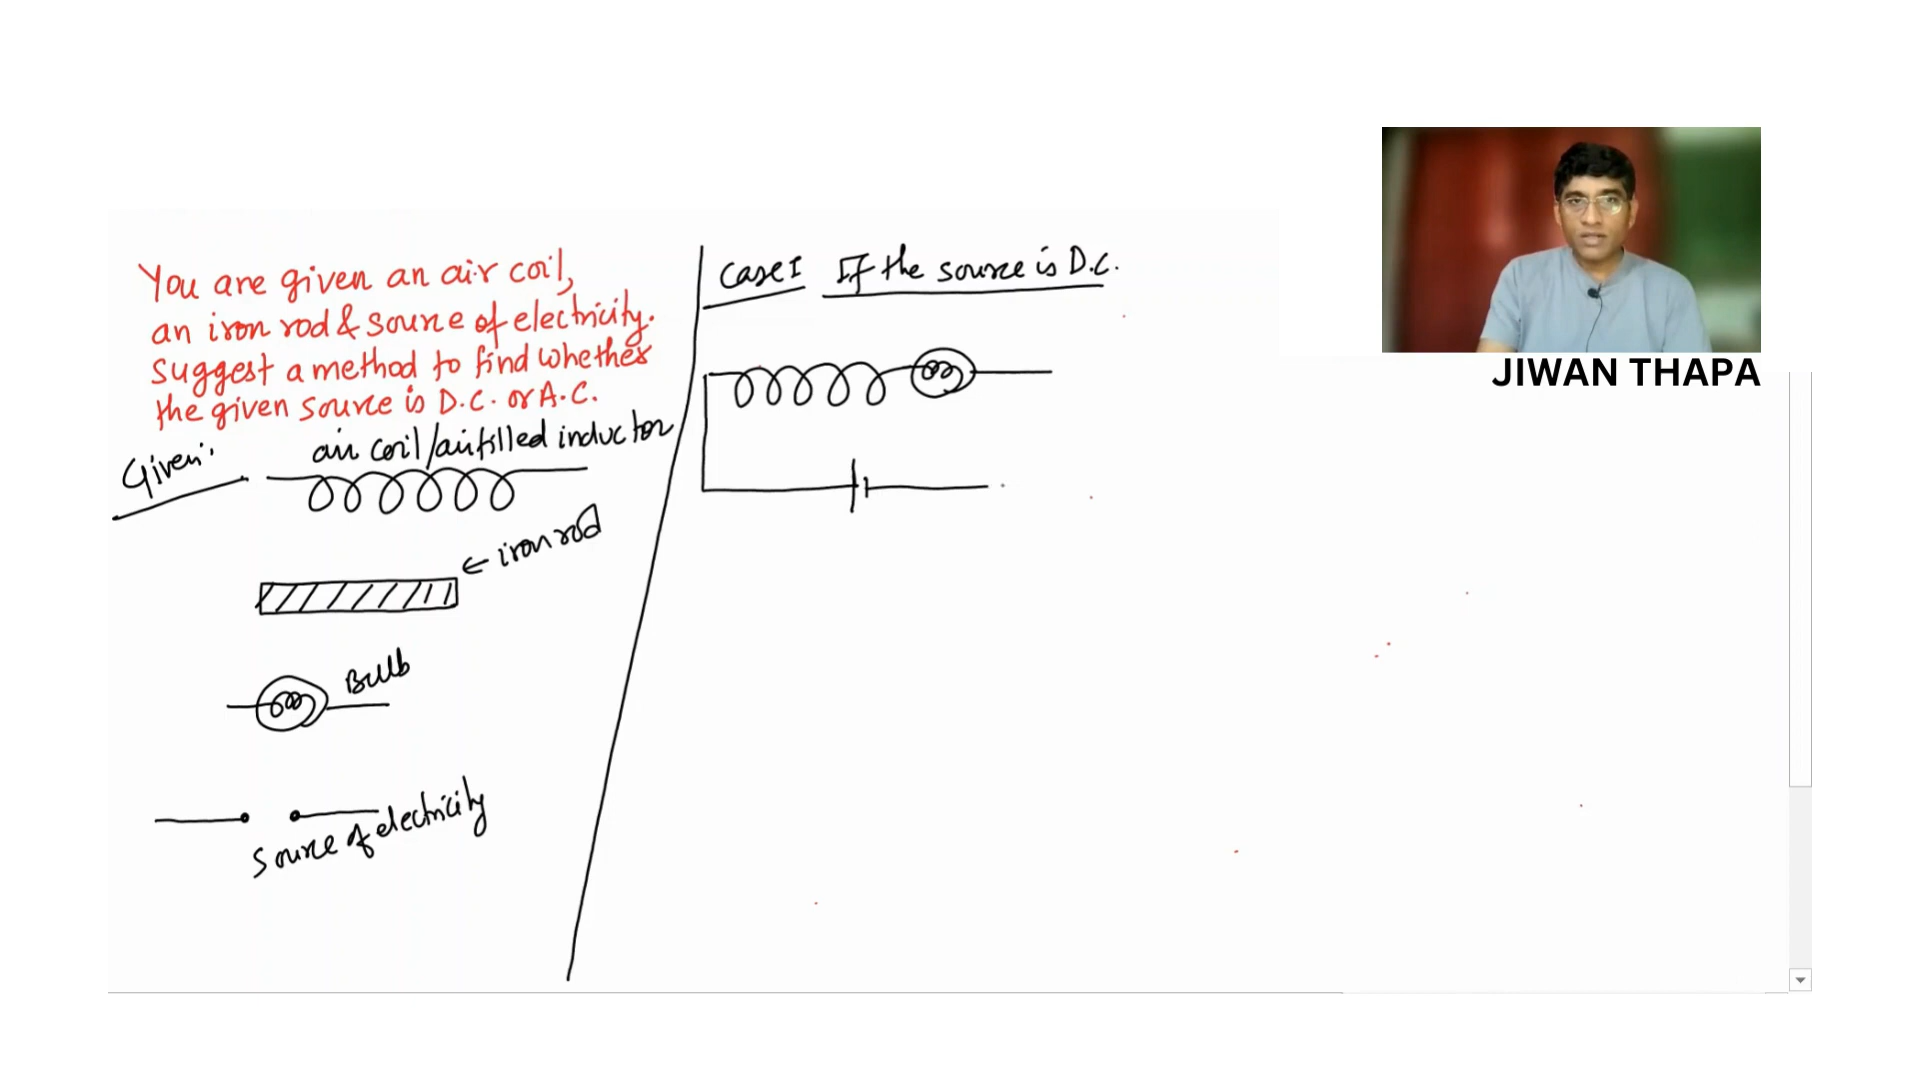 You are given an air coil,
an iron rod & source of electricity.
Suggest a method to find whether
the given source is D.C. or A.C.
Given:
air coil/airfilled inductor
← iron rod
Bulb
Source of electricity
Case I If the source is D.C.
JIWAN THAPA